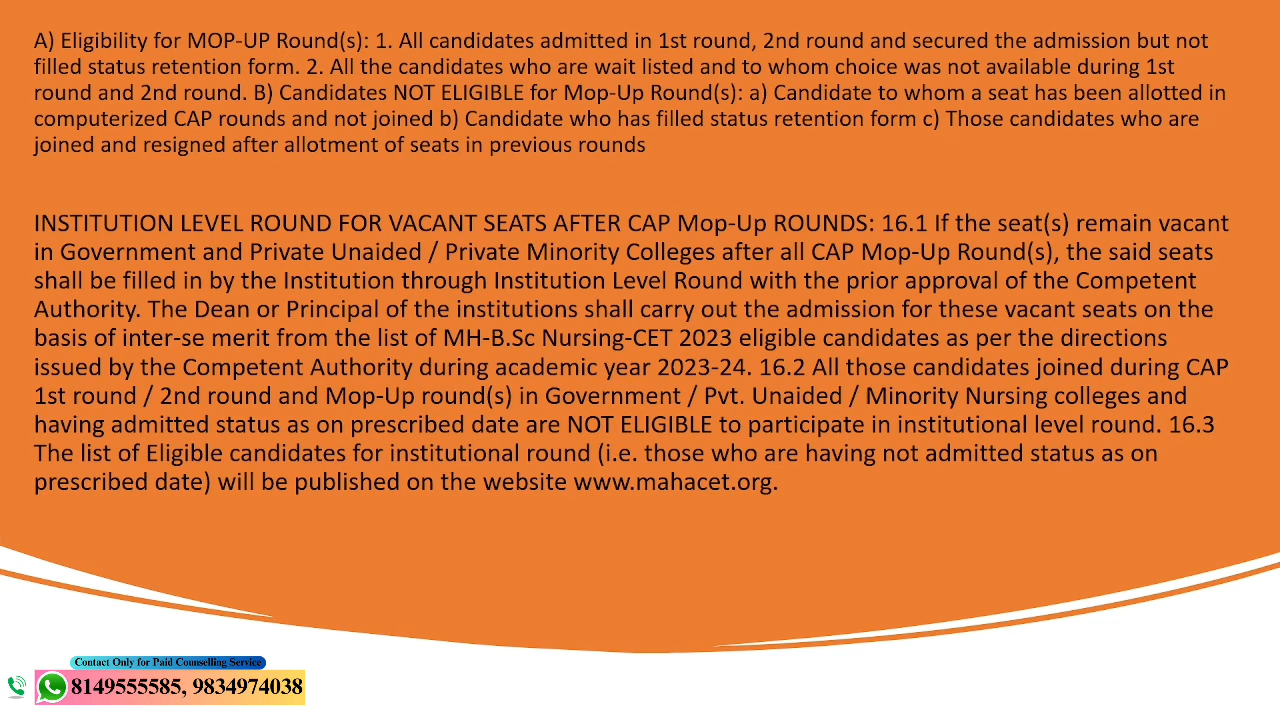 A) Eligibility for MOP-UP Round(s): 1. All candidates admitted in 1st round, 2nd round and secured the admission but not
filled status retention form. 2. All the candidates who are wait listed and to whom choice was not available during 1st
round and 2nd round. B) Candidates NOT ELIGIBLE for Mop-Up Round(s): a) Candidate to whom a seat has been allotted in
computerized CAP rounds and not joined b) Candidate who has filled status retention form c) Those candidates who are
joined and resigned after allotment of seats in previous rounds
INSTITUTION LEVEL ROUND FOR VACANT SEATS AFTER CAP Mop-Up ROUNDS: 16.1 If the seat(s) remain vacant
in Government and Private Unaided / Private Minority Colleges after all CAP Mop-Up Round(s), the said seats
shall be filled in by the Institution through Institution Level Round with the prior approval of the Competent
Authority. The Dean or Principal of the institutions shall carry out the admission for these vacant seats on the
basis of inter-se merit from the list of MH-B.Sc Nursing-CET 2023 eligible candidates as per the directions
issued by the Competent Authority during academic year 2023-24. 16.2 All those candidates joined during CAP
1st round / 2nd round and Mop-Up round(s) in Government / Pvt. Unaided / Minority Nursing colleges and
having admitted status as on prescribed date are NOT ELIGIBLE to participate in institutional level round. 16.3
The list of Eligible candidates for institutional round (i.e. those who are having not admitted status as on
prescribed date) will be published on the website www.mahacet.org.
Contact Only for Paid Counselling Service
8149555585, 9834974038